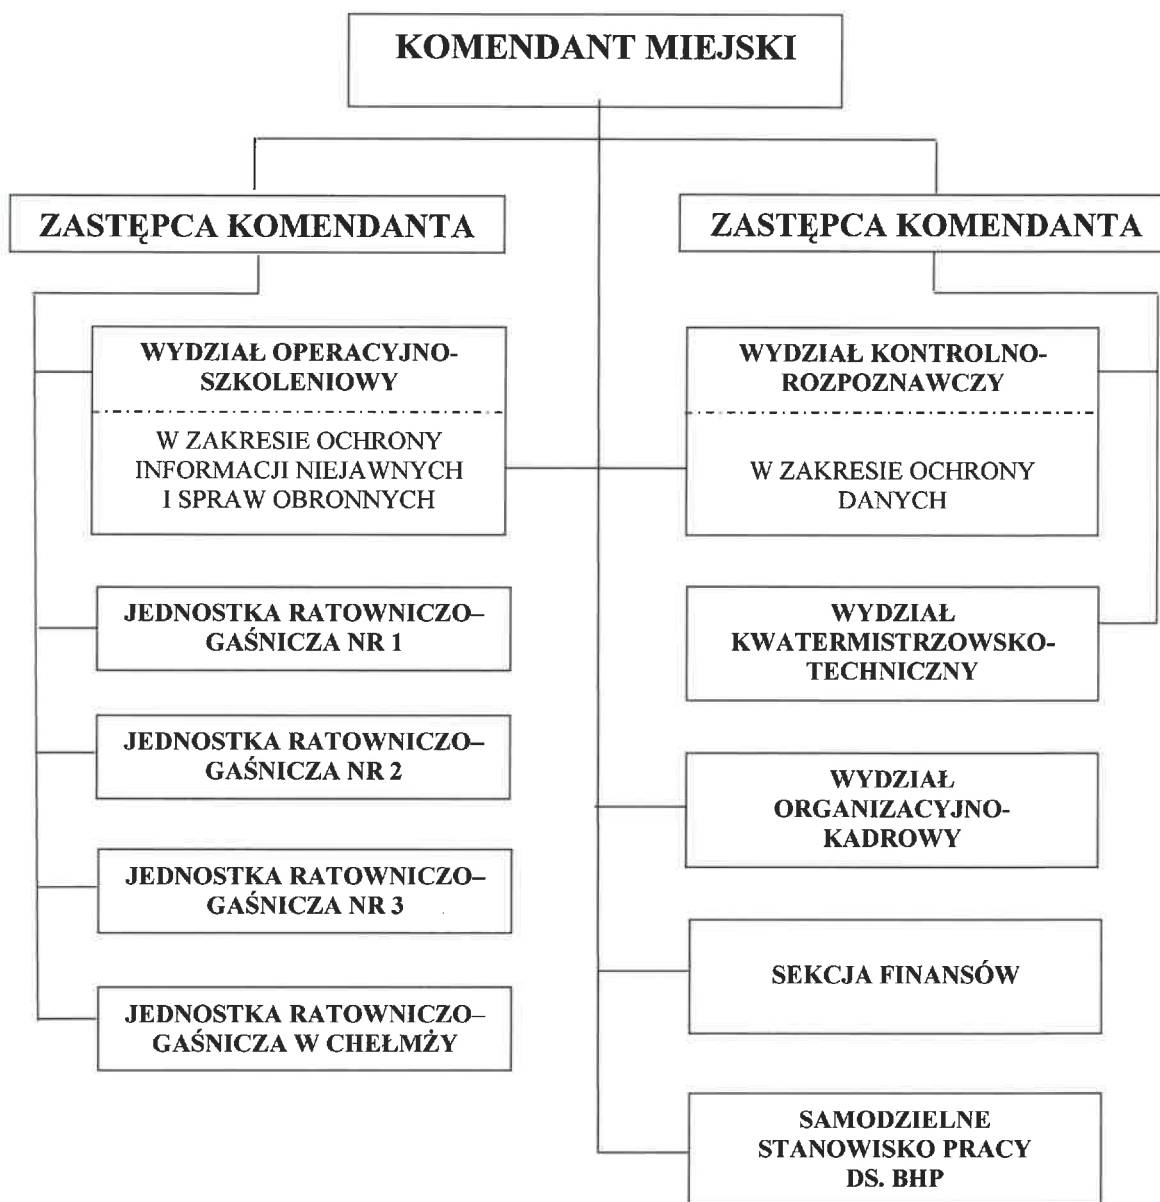 KOMENDANT MIEJSKI
ZASTĘPCA KOMENDANTA
ZASTĘPCA KOMENDANTA
WYDZIAŁ OPERACYJNO-
SZKOLENIOWY
W ZAKRESIE OCHRONY
INFORMACJI NIEJAWNYCH
I SPRAW OBRONNYCH
JEDNOSTKA RATOWNICZO–
GAŚNICZA NR 1
JEDNOSTKA RATOWNICZO–
GAŚNICZA NR 2
JEDNOSTKA RATOWNICZO–
GAŚNICZA NR 3
JEDNOSTKA RATOWNICZO–
GAŚNICZA W CHEŁMŻY
WYDZIAŁ KONTROLNO-
ROZPOZNAWCZY
W ZAKRESIE OCHRONY
DANYCH
WYDZIAŁ
KWATERMISTRZOWSKO-
TECHNICZNY
WYDZIAŁ
ORGANIZACYJNO-
KADROWY
SEKCJA FINANSÓW
SAMODZIELNE
STANOWISKO PRACY
DS. BHP